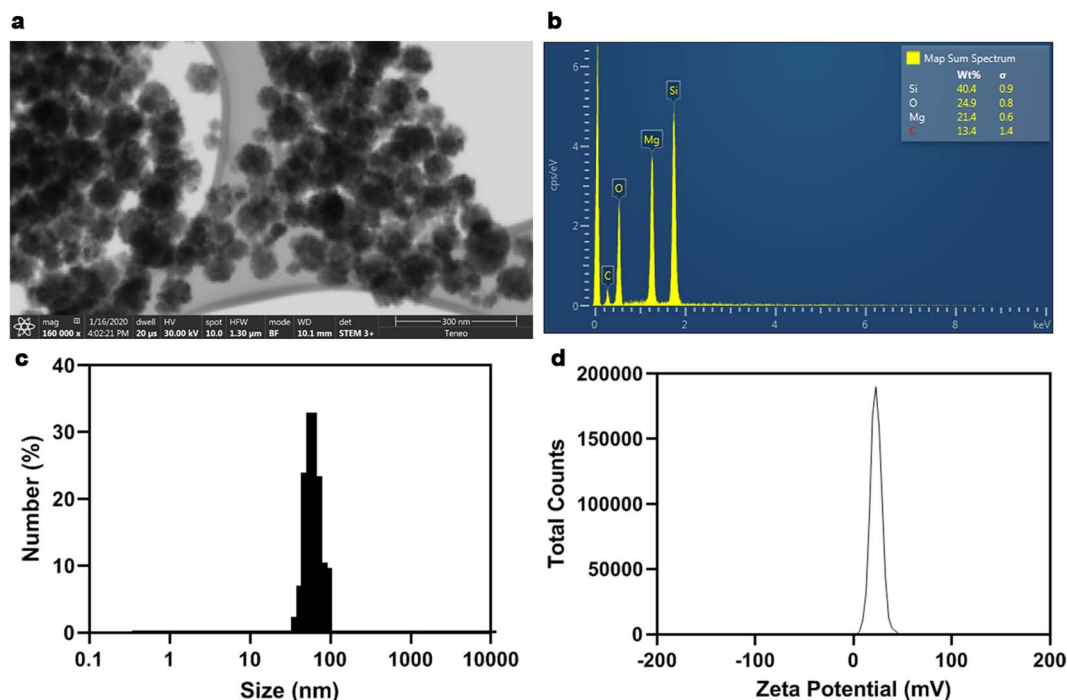 a
mag 1/16/2020 dwell HV spot HFW mode WD det 300 nm
160 000 x 4:02:21 PM 20 µs 30.00 kV 10.0 1.30 µm BF 10.1 mm STEM 3+ Teneo
b
Map Sum Spectrum
Wt% σ
Si 40.4 0.9
O 24.9 0.8
Mg 21.4 0.6
C 13.4 1.4
cps/eV
6
4
2
0
C
O
Mg
Si
0 2 4 6 8 keV
c
Number (%)
40
30
20
10
0
0.1 1 10 100 1000 10000
Size (nm)
d
Total Counts
200000
150000
100000
50000
0
-200 -100 0 100 200
Zeta Potential (mV)